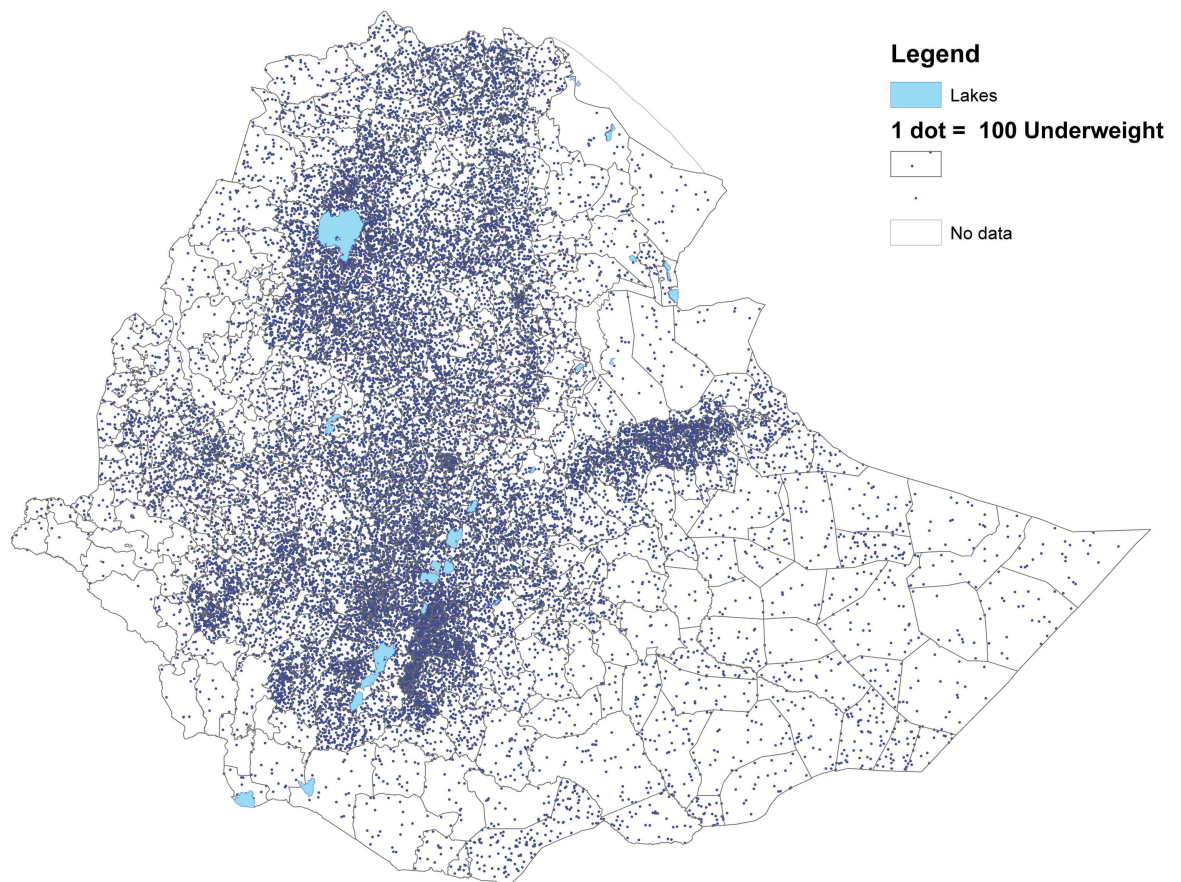 Legend
Lakes
1 dot = 100 Underweight
No data